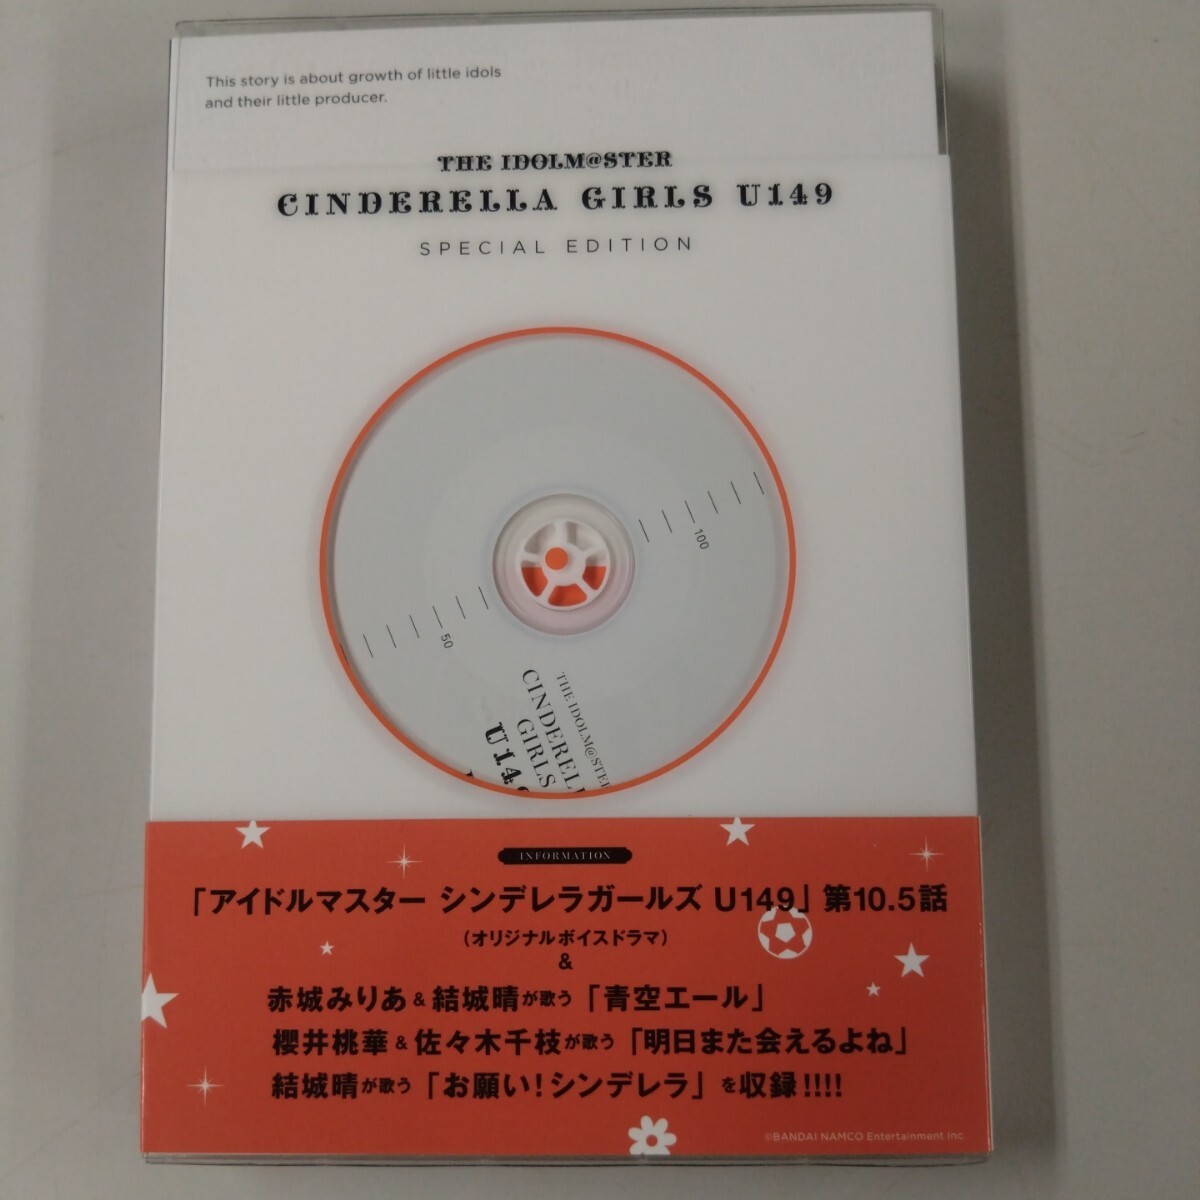 This story is about growth of little idols
and their little producer.
THE IDOLM@STER
CINDERELLA GIRLS U149
SPECIAL EDITION
100
50
THE IDOLM@STER
CINDERELL
GIRLS
U149
INFORMATION
「アイドルマスター シンデレラガールズ U149」第10.5話
(オリジナルボイスドラマ)
&
赤城みりあ&結城晴が歌う「青空エール」
櫻井桃華&佐々木千枝が歌う「明日また会えるよね」
結城晴が歌う「お願い!シンデレラ」を収録!!!!
©BANDAI NAMCO Entertainment Inc